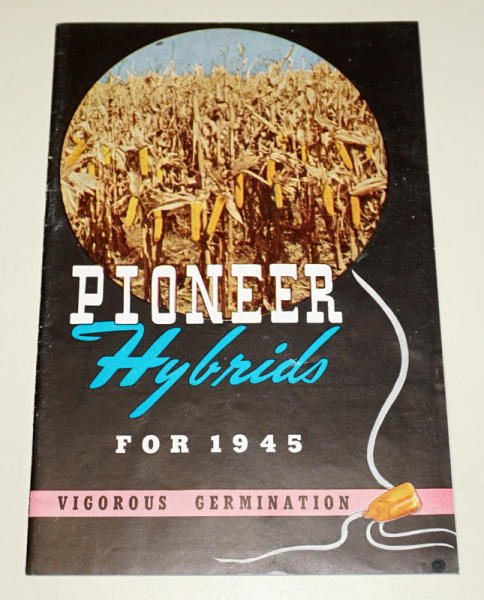 PIONEER
Hybrids
FOR 1945
VIGOROUS GERMINATION